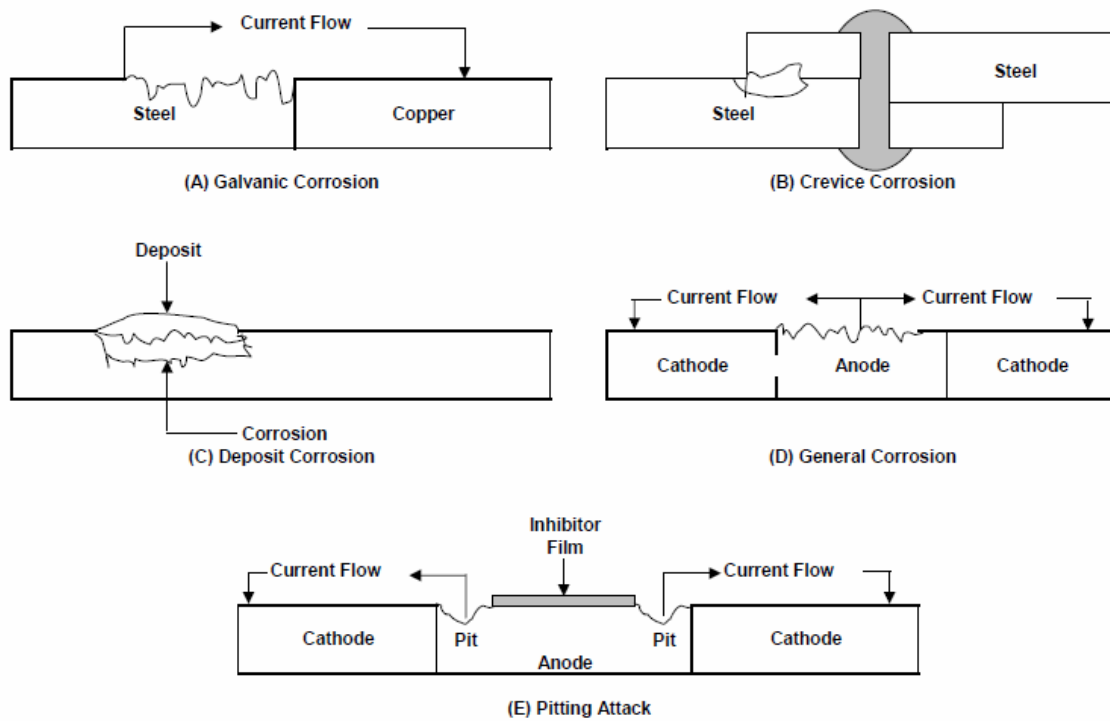 Current Flow
Steel
Copper
(A) Galvanic Corrosion
Steel
Steel
(B) Crevice Corrosion
Deposit
Corrosion
(C) Deposit Corrosion
Current Flow
Current Flow
Cathode
Anode
Cathode
(D) General Corrosion
Inhibitor
Film
Current Flow
Current Flow
Cathode
Pit
Pit
Cathode
Anode
(E) Pitting Attack